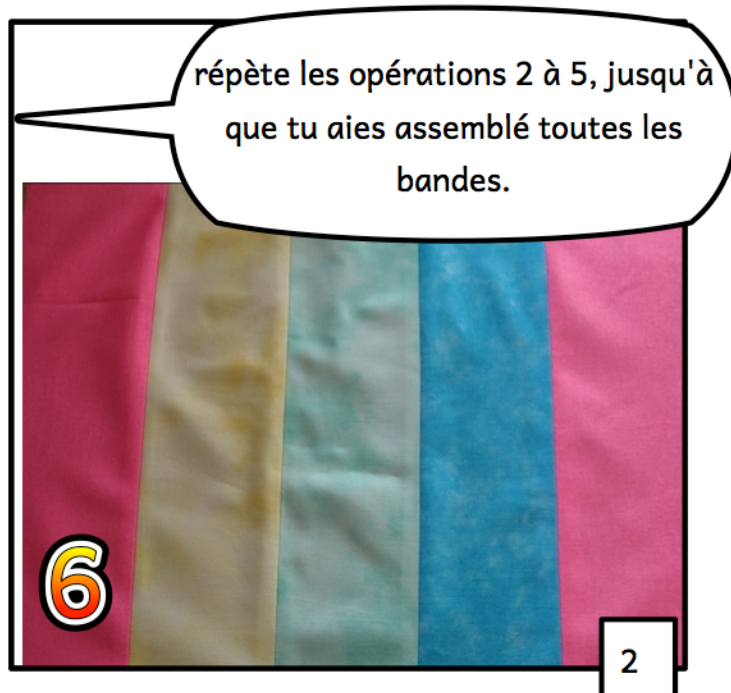 répète les opérations 2 à 5, jusqu'à
que tu aies assemblé toutes les
bandes.
6
2